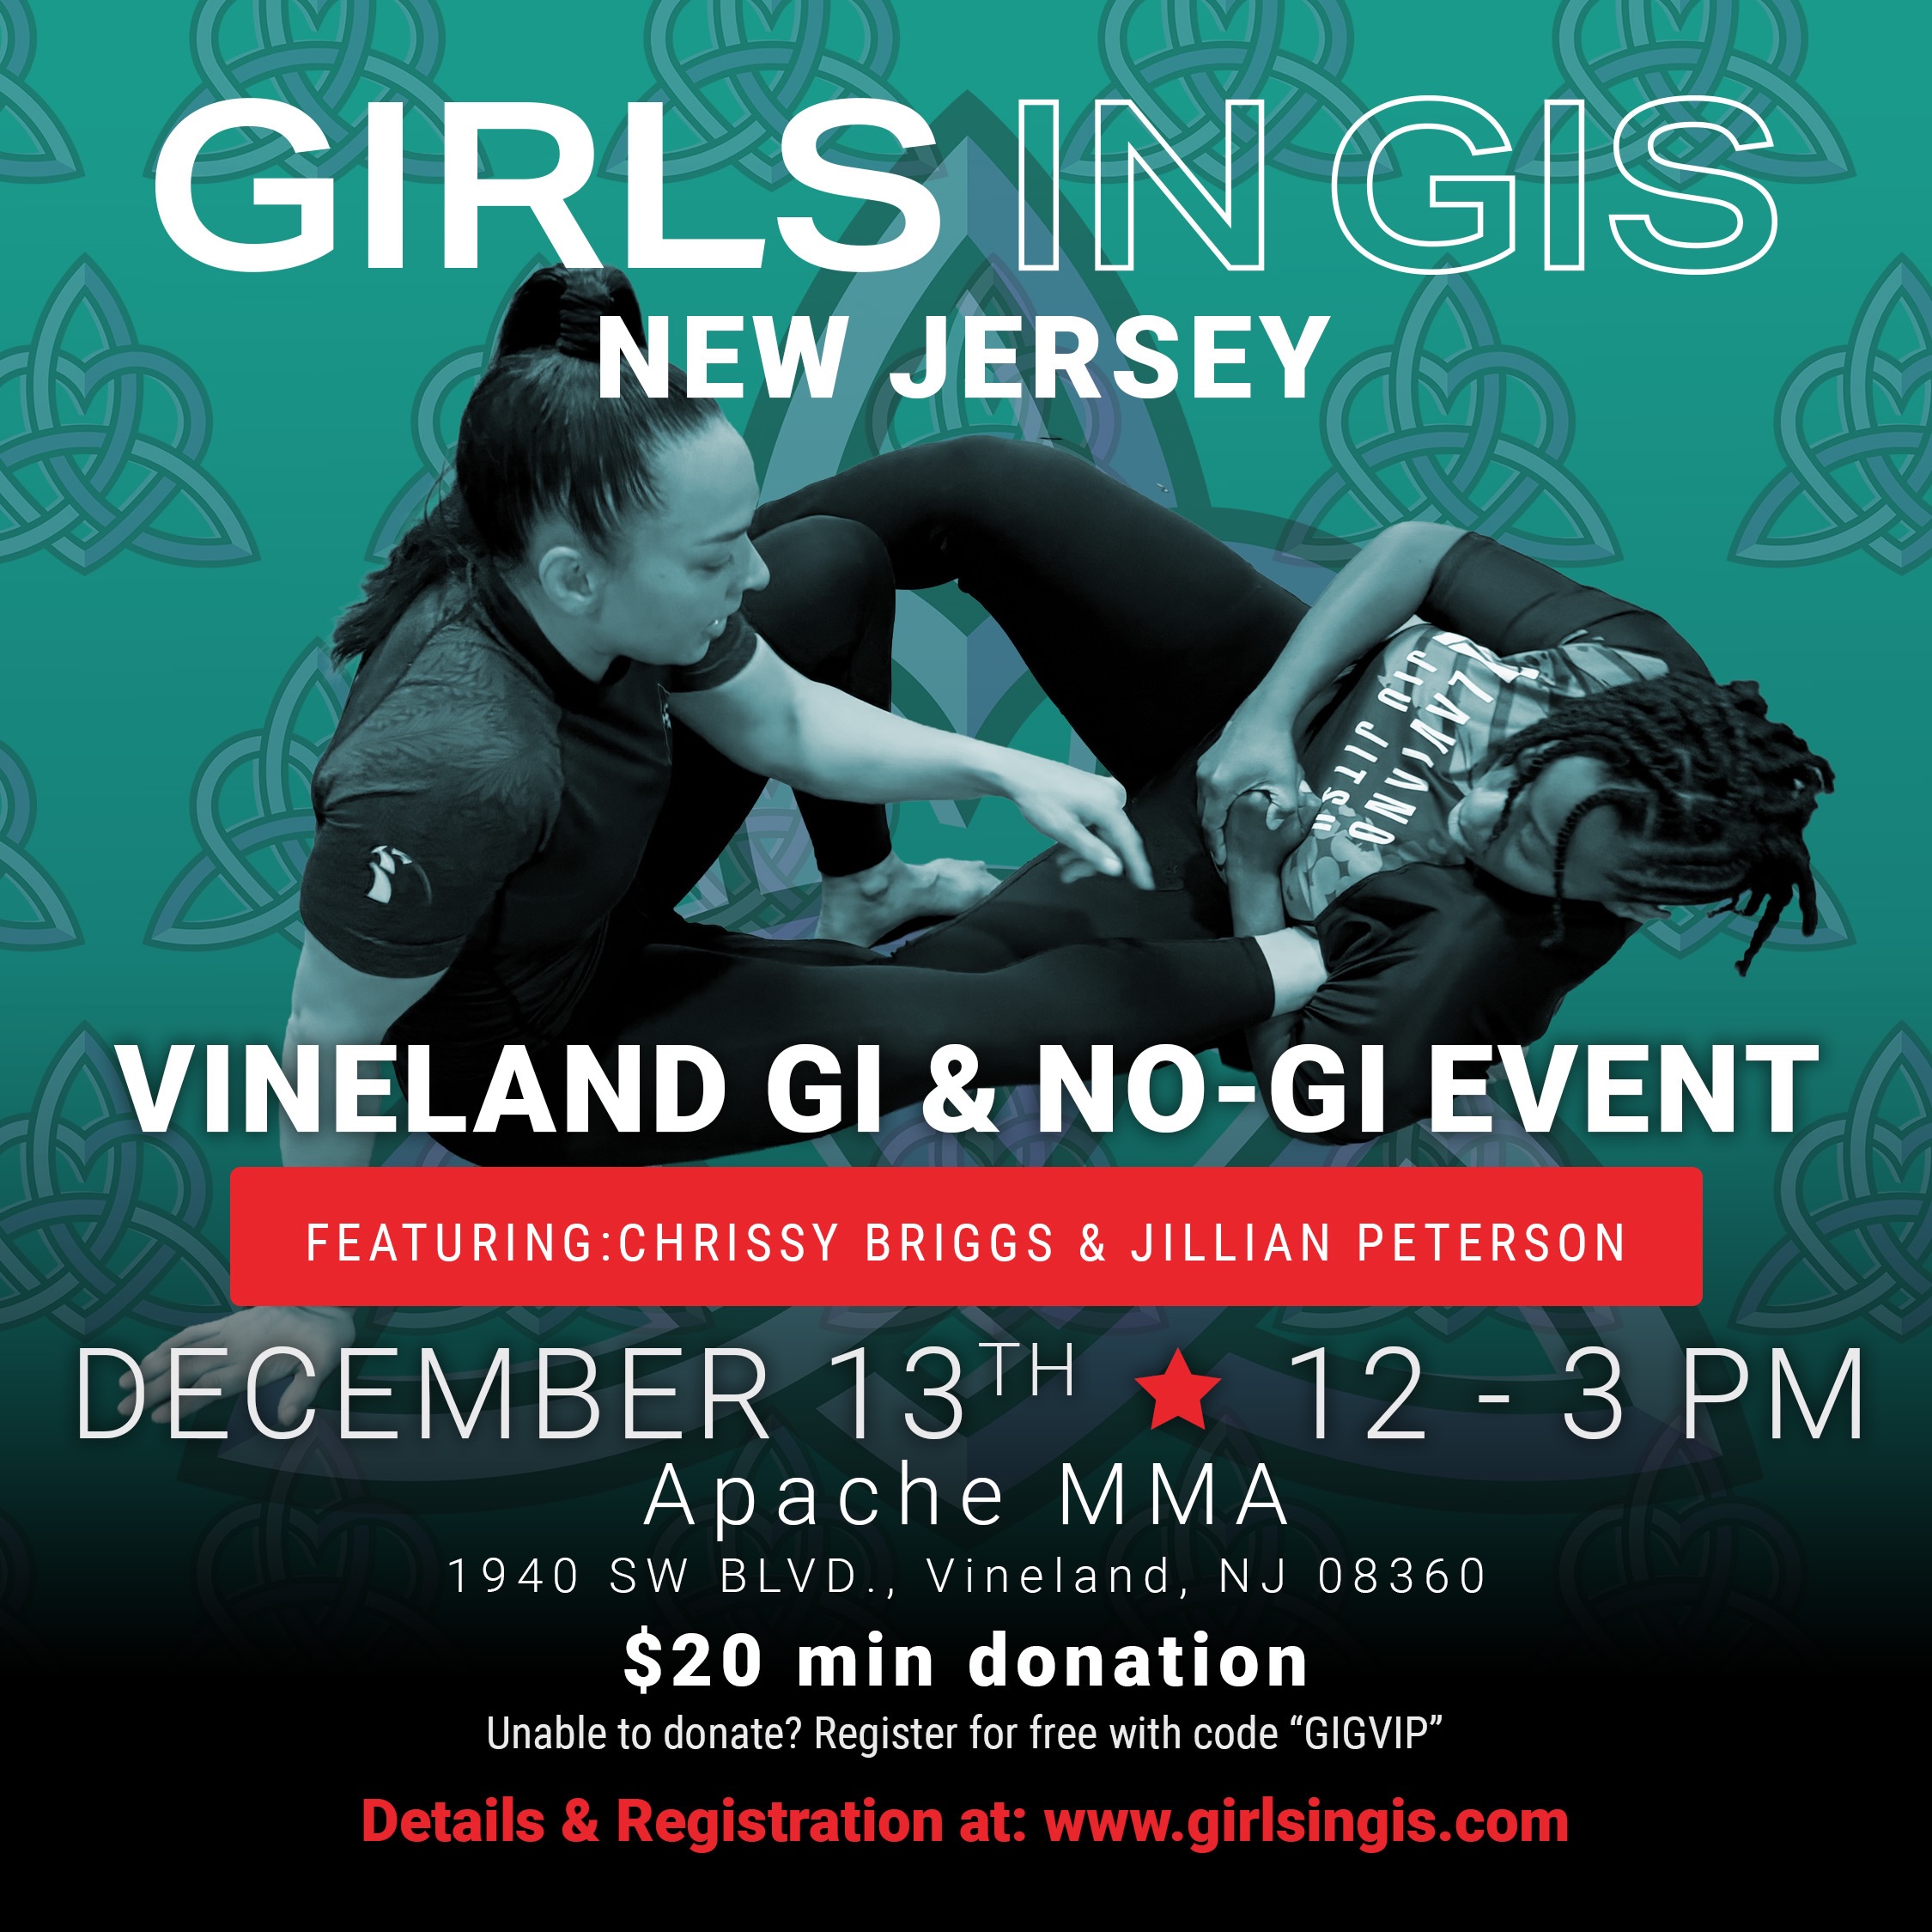 GIRLS IN GIS
NEW JERSEY
JIU JITSU
VINELAND GI & NO-GI EVENT
FEATURING:CHRISSY BRIGGS & JILLIAN PETERSON
DECEMBER 13TH ★ 12 - 3 PM
Apache MMA
1940 SW BLVD., Vineland, NJ 08360
$20 min donation
Unable to donate? Register for free with code “GIGVIP”
Details & Registration at: www.girlsingis.com